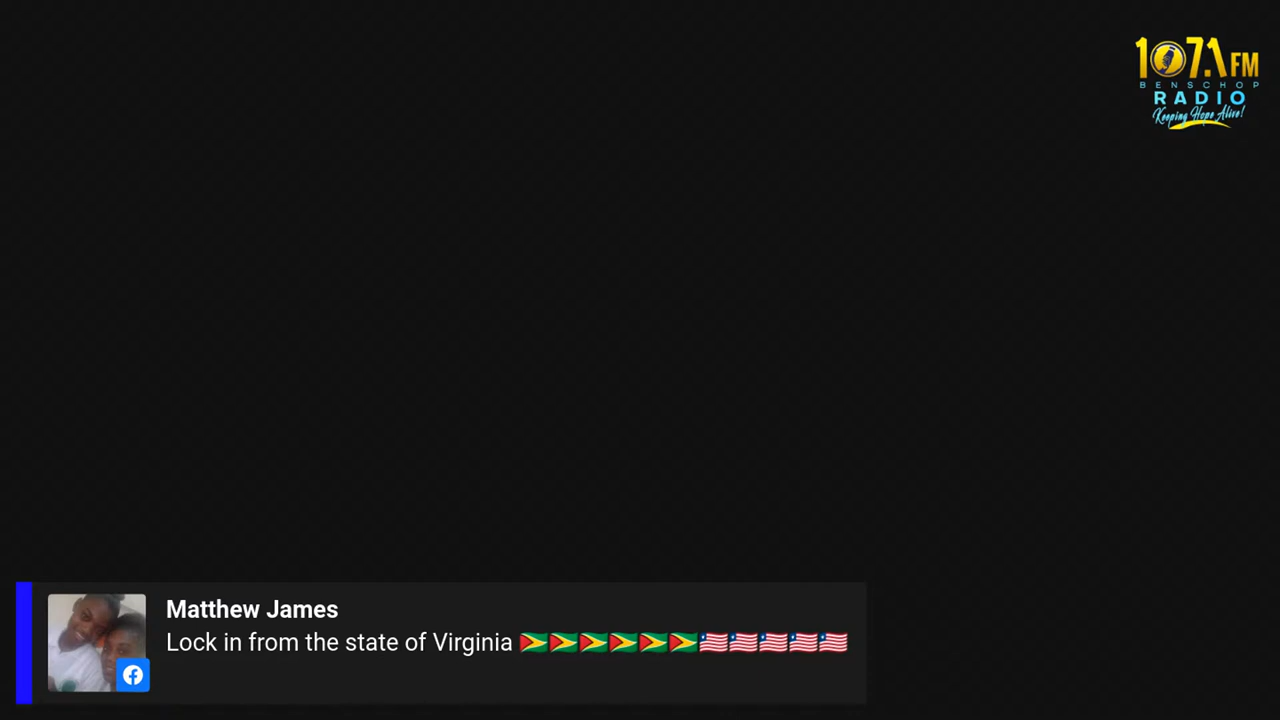 107.1 FM
BENSCHOP
RADIO
Keeping Hope Alive!
Matthew James
Lock in from the state of Virginia 🇬🇾🇬🇾🇬🇾🇬🇾🇬🇾🇬🇾🇱🇷🇱🇷🇱🇷🇱🇷🇱🇷